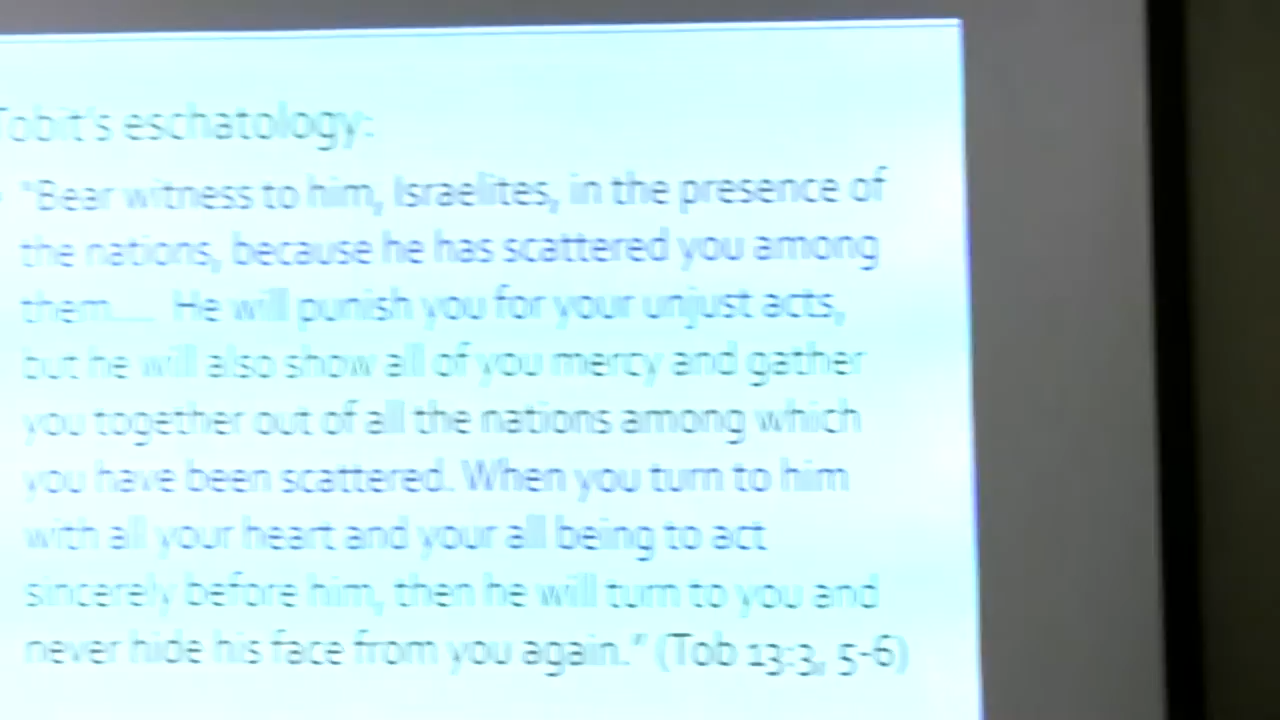 Tobit's eschatology:
"Bear witness to him, Israelites, in the presence of
the nations, because he has scattered you among
them.... He will punish you for your unjust acts,
but he will also show all of you mercy and gather
you together out of all the nations among which
you have been scattered. When you turn to him
with all your heart and your all being to act
sincerely before him, then he will turn to you and
never hide his face from you again." (Tob 13:3, 5-6)